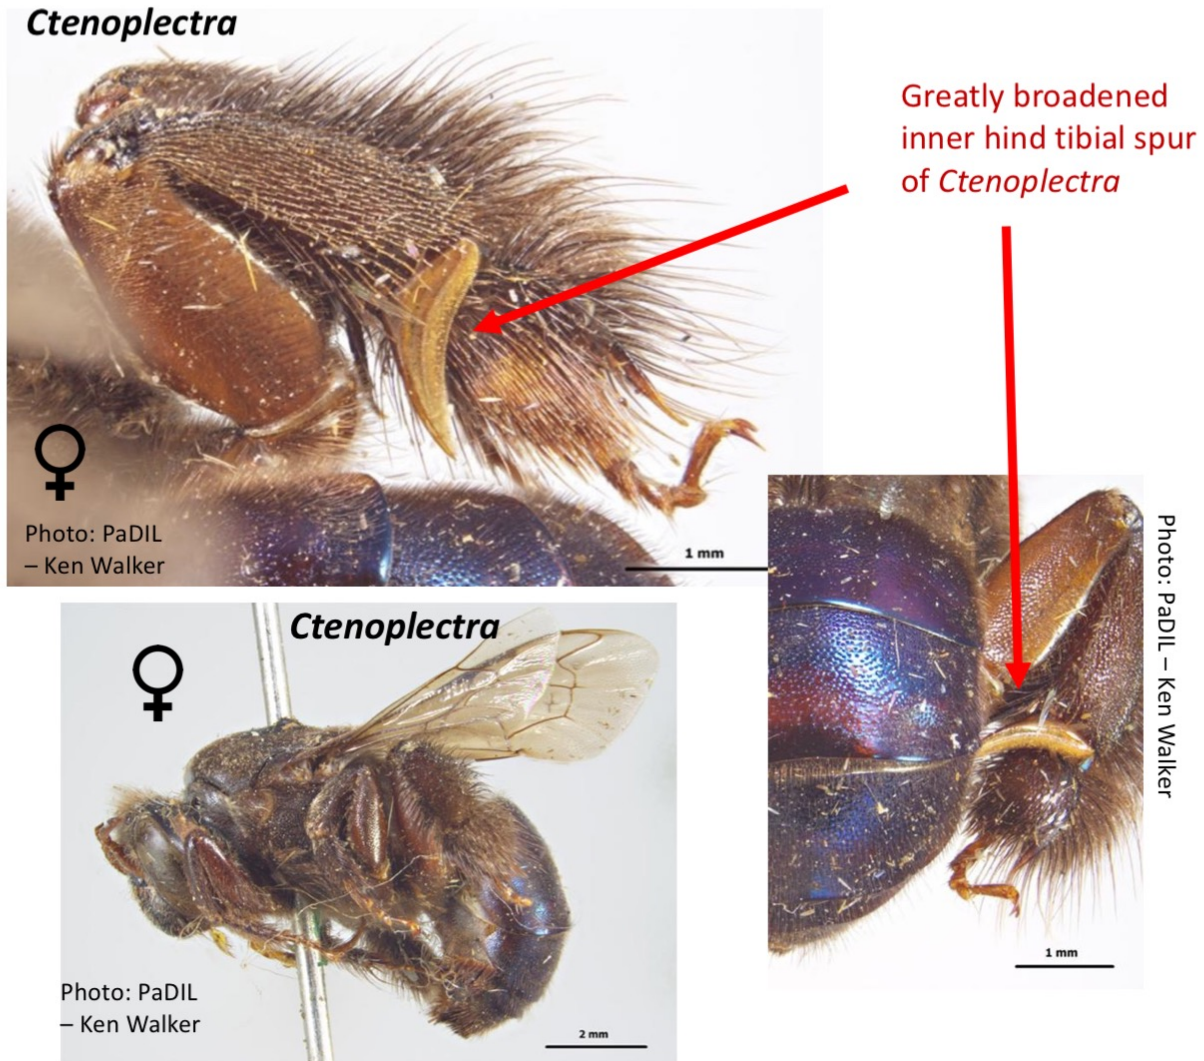 Ctenoplectra
Greatly broadened
inner hind tibial spur
of Ctenoplectra
♀
Photo: PaDIL
– Ken Walker
1 mm
Ctenoplectra
♀
Photo: PaDIL
– Ken Walker
2 mm
Photo: PaDIL – Ken Walker
1 mm